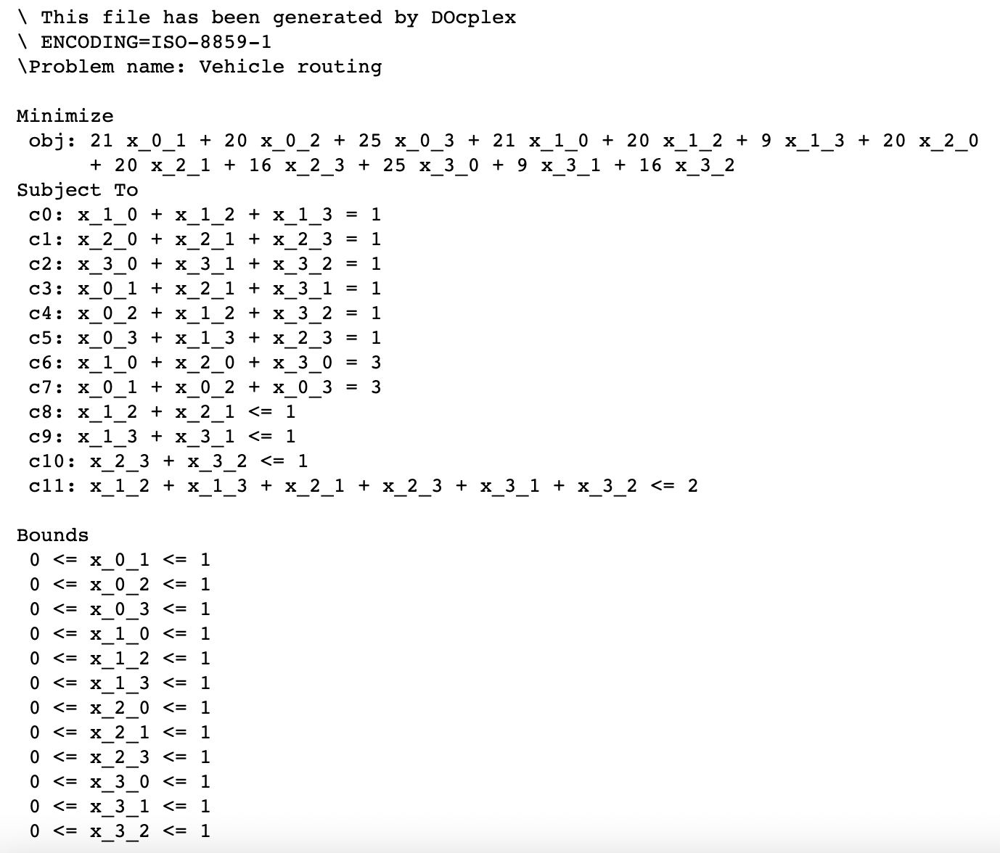 \ This file has been generated by DOcplex
\ ENCODING=ISO-8859-1
\Problem name: Vehicle routing

Minimize
 obj: 21 x_0_1 + 20 x_0_2 + 25 x_0_3 + 21 x_1_0 + 20 x_1_2 + 9 x_1_3 + 20 x_2_0
      + 20 x_2_1 + 16 x_2_3 + 25 x_3_0 + 9 x_3_1 + 16 x_3_2
Subject To
 c0: x_1_0 + x_1_2 + x_1_3 = 1
 c1: x_2_0 + x_2_1 + x_2_3 = 1
 c2: x_3_0 + x_3_1 + x_3_2 = 1
 c3: x_0_1 + x_2_1 + x_3_1 = 1
 c4: x_0_2 + x_1_2 + x_3_2 = 1
 c5: x_0_3 + x_1_3 + x_2_3 = 1
 c6: x_1_0 + x_2_0 + x_3_0 = 3
 c7: x_0_1 + x_0_2 + x_0_3 = 3
 c8: x_1_2 + x_2_1 <= 1
 c9: x_1_3 + x_3_1 <= 1
 c10: x_2_3 + x_3_2 <= 1
 c11: x_1_2 + x_1_3 + x_2_1 + x_2_3 + x_3_1 + x_3_2 <= 2

Bounds
 0 <= x_0_1 <= 1
 0 <= x_0_2 <= 1
 0 <= x_0_3 <= 1
 0 <= x_1_0 <= 1
 0 <= x_1_2 <= 1
 0 <= x_1_3 <= 1
 0 <= x_2_0 <= 1
 0 <= x_2_1 <= 1
 0 <= x_2_3 <= 1
 0 <= x_3_0 <= 1
 0 <= x_3_1 <= 1
 0 <= x_3_2 <= 1